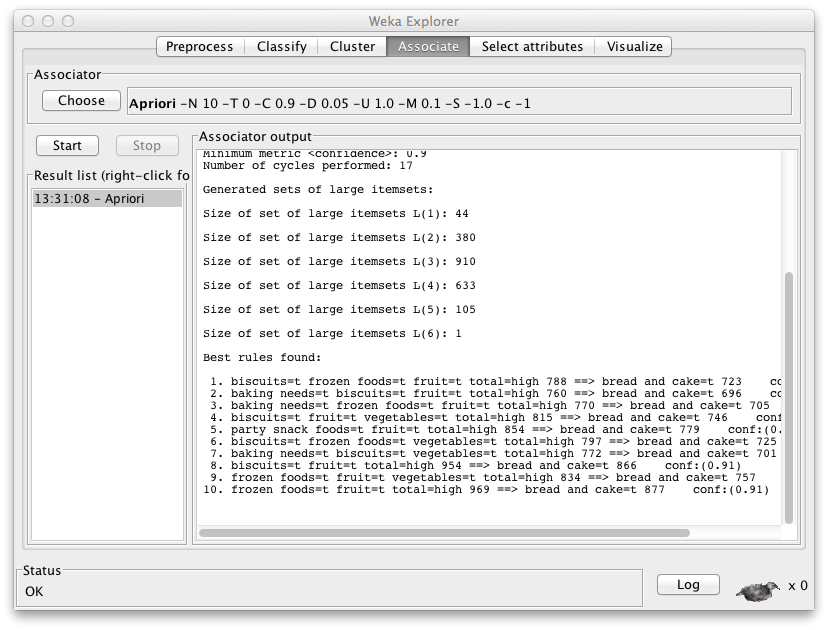 Weka Explorer
Preprocess Classify Cluster Associate Select attributes Visualize
Associator
Choose Apriori -N 10 -T 0 -C 0.9 -D 0.05 -U 1.0 -M 0.1 -S -1.0 -c -1
Start Stop
Result list (right-click fo
13:31:08 - Apriori
Associator output
Minimum metric <confidence>: 0.9
Number of cycles performed: 17
Generated sets of large itemsets:
Size of set of large itemsets L(1): 44
Size of set of large itemsets L(2): 380
Size of set of large itemsets L(3): 910
Size of set of large itemsets L(4): 633
Size of set of large itemsets L(5): 105
Size of set of large itemsets L(6): 1
Best rules found:
1. biscuits=t frozen foods=t fruit=t total=high 788 ==> bread and cake=t 723 co
2. baking needs=t biscuits=t fruit=t total=high 760 ==> bread and cake=t 696 co
3. baking needs=t frozen foods=t fruit=t total=high 770 ==> bread and cake=t 705
4. biscuits=t fruit=t vegetables=t total=high 815 ==> bread and cake=t 746 conf
5. party snack foods=t fruit=t total=high 854 ==> bread and cake=t 779 conf:(0.
6. biscuits=t frozen foods=t vegetables=t total=high 797 ==> bread and cake=t 725
7. baking needs=t biscuits=t vegetables=t total=high 772 ==> bread and cake=t 701
8. biscuits=t fruit=t total=high 954 ==> bread and cake=t 866 conf:(0.91)
9. frozen foods=t fruit=t vegetables=t total=high 834 ==> bread and cake=t 757
10. frozen foods=t fruit=t total=high 969 ==> bread and cake=t 877 conf:(0.91)
Status
OK
Log
x 0